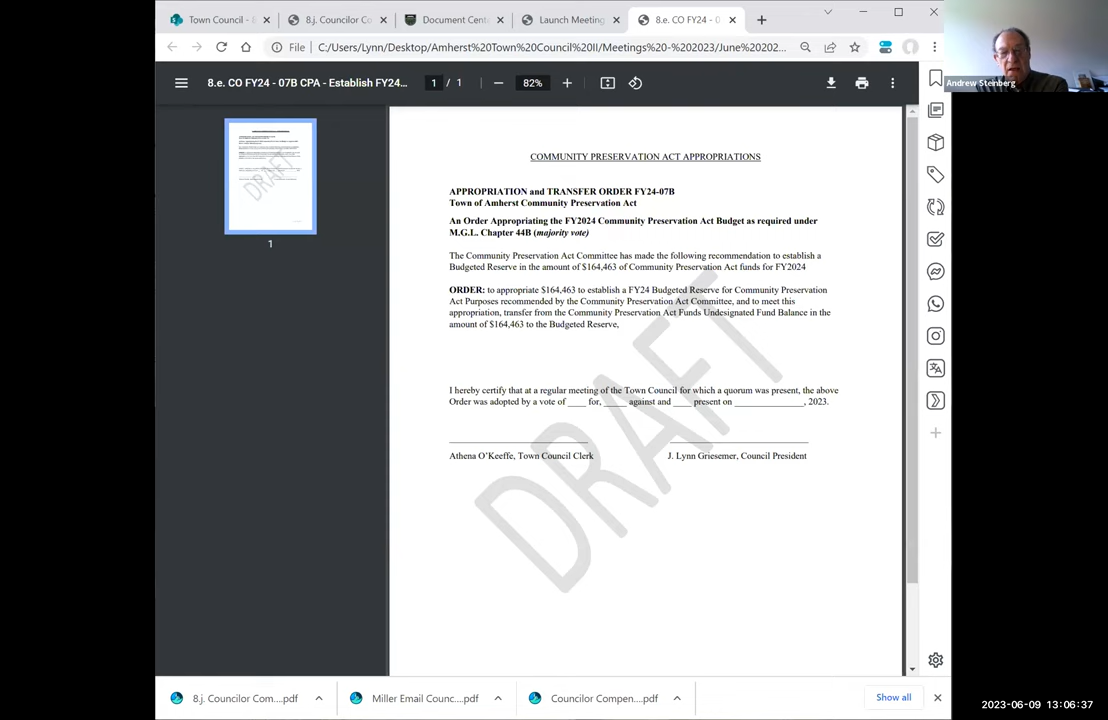 Town Council - 
8.j. Councilor Co
Document Cent
Launch Meeting
8.e. CO FY24 - 0
File
C:/Users/Lynn/Desktop/Amherst%20Town%20Council%20II/Meetings%20-%202023/June%20202...
8.e. CO FY24 - 07B CPA - Establish FY24...
1 / 1
82%
Andrew Steinberg
DRAFT
1
COMMUNITY PRESERVATION ACT APPROPRIATIONS
APPROPRIATION and TRANSFER ORDER FY24-07B
Town of Amherst Community Preservation Act
An Order Appropriating the FY2024 Community Preservation Act Budget as required under
M.G.L. Chapter 44B (majority vote)
The Community Preservation Act Committee has made the following recommendation to establish a
Budgeted Reserve in the amount of $164,463 of Community Preservation Act funds for FY2024
ORDER: to appropriate $164,463 to establish a FY24 Budgeted Reserve for Community Preservation
Act Purposes recommended by the Community Preservation Act Committee, and to meet this
appropriation, transfer from the Community Preservation Act Funds Undesignated Fund Balance in the
amount of $164,463 to the Budgeted Reserve,
I hereby certify that at a regular meeting of the Town Council for which a quorum was present, the above
Order was adopted by a vote of ____ for, _____ against and ____ present on _______________, 2023.
Athena O'Keeffe, Town Council Clerk
J. Lynn Griesemer, Council President
DRAFT
8.j. Councilor Com....pdf
Miller Email Counc....pdf
Councilor Compen....pdf
Show all
2023-06-09 13:06:37